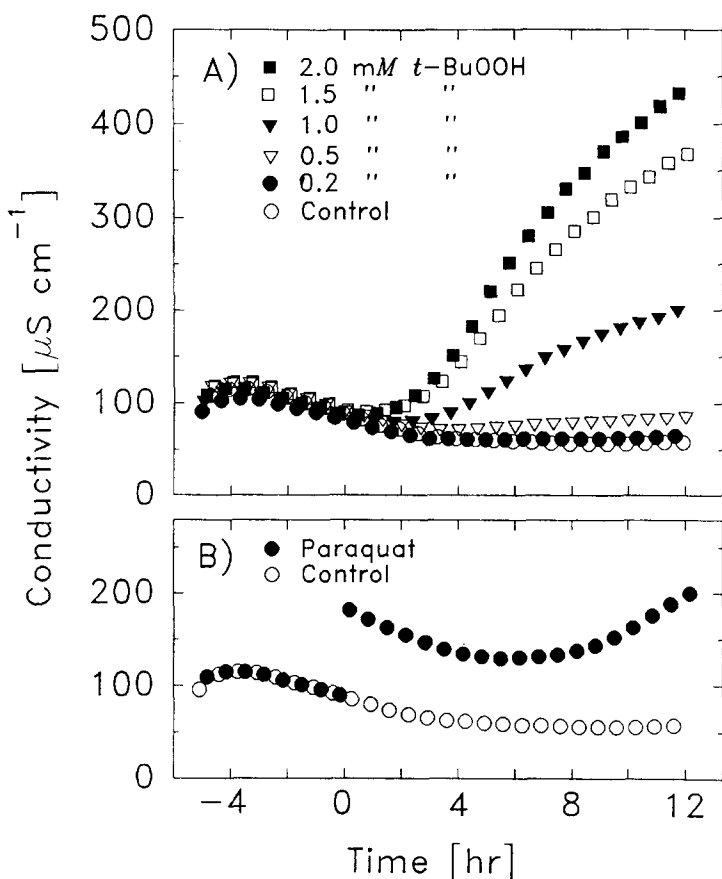 500
400
300
200
100
0
A)
2.0 mM t-BuOOH
1.5 " "
1.0 " "
0.5 " "
0.2 " "
Control
Conductivity [µS cm⁻¹]
B)
Paraquat
Control
200
100
0
-4 0 4 8 12
Time [hr]